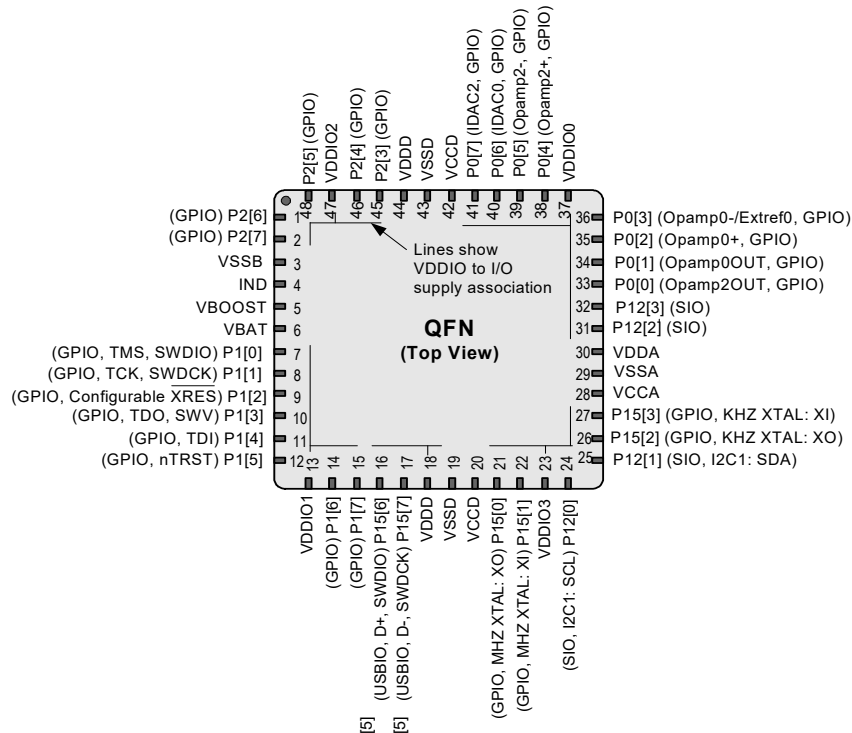 P2[5] (GPIO)
VDDIO2
P2[4] (GPIO)
P2[3] (GPIO)
VDDD
VSSD
VCCD
P0[7] (IDAC2, GPIO)
P0[6] (IDAC0, GPIO)
P0[5] (Opamp2-, GPIO)
P0[4] (Opamp2+, GPIO)
VDDIO0
48
47
46
45
44
43
42
41
40
39
38
37
(GPIO) P2[6] 1
(GPIO) P2[7] 2
VSSB 3
IND 4
VBOOST 5
VBAT 6
(GPIO, TMS, SWDIO) P1[0] 7
(GPIO, TCK, SWDCK) P1[1] 8
(GPIO, Configurable XRES) P1[2] 9
(GPIO, TDO, SWV) P1[3] 10
(GPIO, TDI) P1[4] 11
(GPIO, nTRST) P1[5] 12
Lines show
VDDIO to I/O
supply association
QFN
(Top View)
36 P0[3] (Opamp0-/Extref0, GPIO)
35 P0[2] (Opamp0+, GPIO)
34 P0[1] (Opamp0OUT, GPIO)
33 P0[0] (Opamp2OUT, GPIO)
32 P12[3] (SIO)
31 P12[2] (SIO)
30 VDDA
29 VSSA
28 VCCA
27 P15[3] (GPIO, KHZ XTAL: XI)
26 P15[2] (GPIO, KHZ XTAL: XO)
25 P12[1] (SIO, I2C1: SDA)
13
14
15
16
17
18
19
20
21
22
23
24
VDDIO1
(GPIO) P1[6]
(GPIO) P1[7]
(USBIO, D+, SWDIO) P15[6]
(USBIO, D-, SWDCK) P15[7]
VDDD
VSSD
VCCD
(GPIO, MHZ XTAL: XO) P15[0]
(GPIO, MHZ XTAL: XI) P15[1]
VDDIO3
(SIO, I2C1: SCL) P12[0]
[5]
[5]